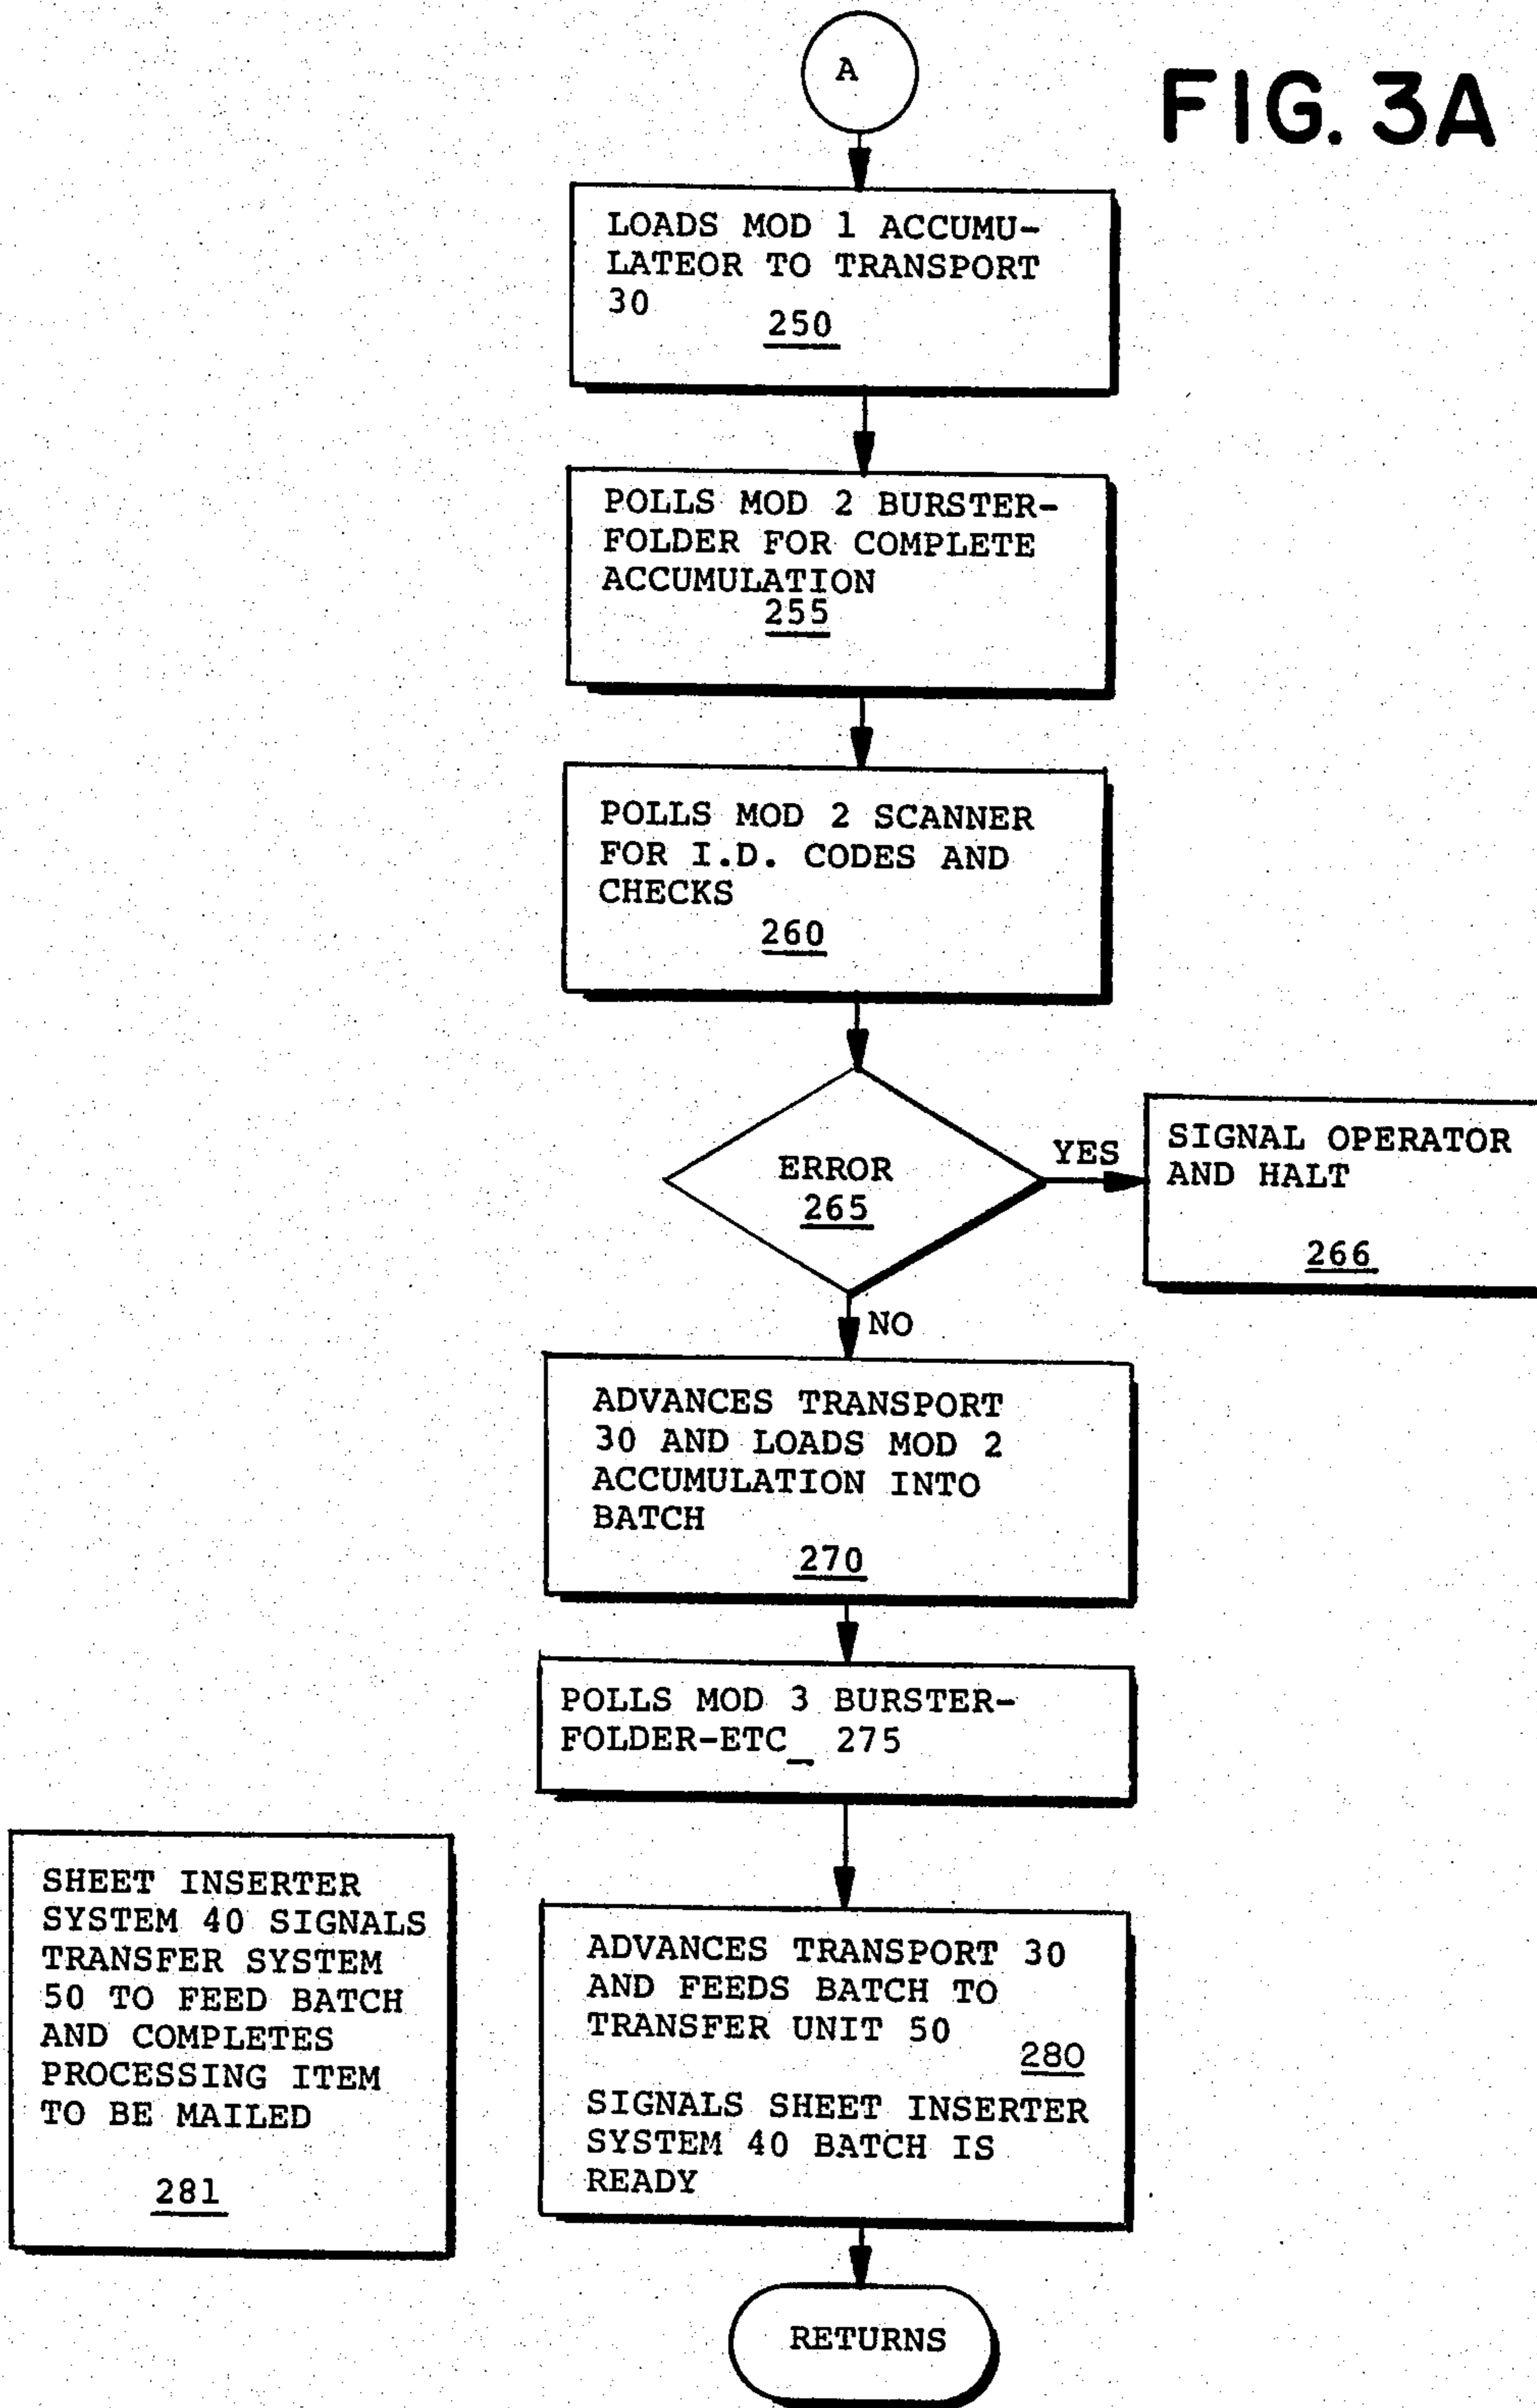 A
FIG. 3A
LOADS MOD 1 ACCUMU-
LATEOR TO TRANSPORT
30
250
POLLS MOD 2 BURSTER-
FOLDER FOR COMPLETE
ACCUMULATION
255
POLLS MOD 2 SCANNER
FOR I.D. CODES AND
CHECKS
260
ERROR
265
YES
SIGNAL OPERATOR
AND HALT
266
NO
ADVANCES TRANSPORT
30 AND LOADS MOD 2
ACCUMULATION INTO
BATCH
270
POLLS MOD 3 BURSTER-
FOLDER-ETC_ 275
SHEET INSERTER
SYSTEM 40 SIGNALS
TRANSFER SYSTEM
50 TO FEED BATCH
AND COMPLETES
PROCESSING ITEM
TO BE MAILED
281
ADVANCES TRANSPORT 30
AND FEEDS BATCH TO
TRANSFER UNIT 50
280
SIGNALS SHEET INSERTER
SYSTEM 40 BATCH IS
READY
RETURNS